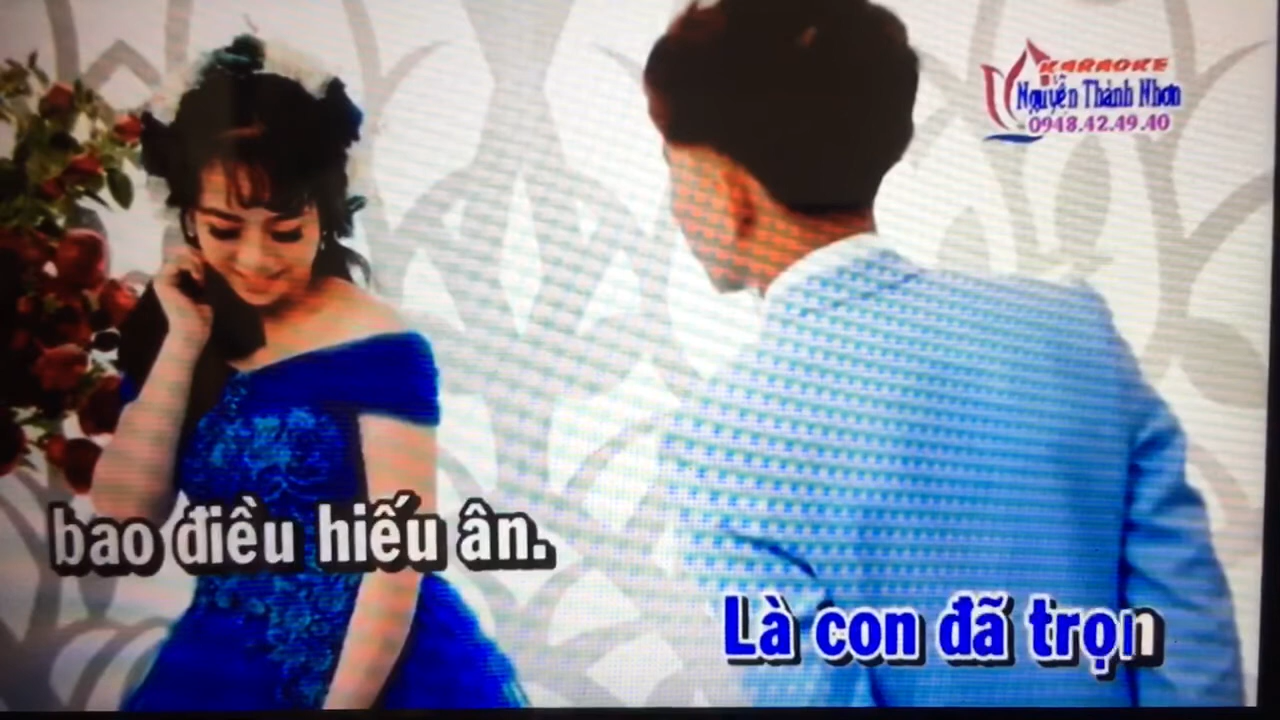 KARAOKE
Nguyễn Thành Nhơn
0948.42.49.40
bao điều hiếu ân.
Là con đã trọn